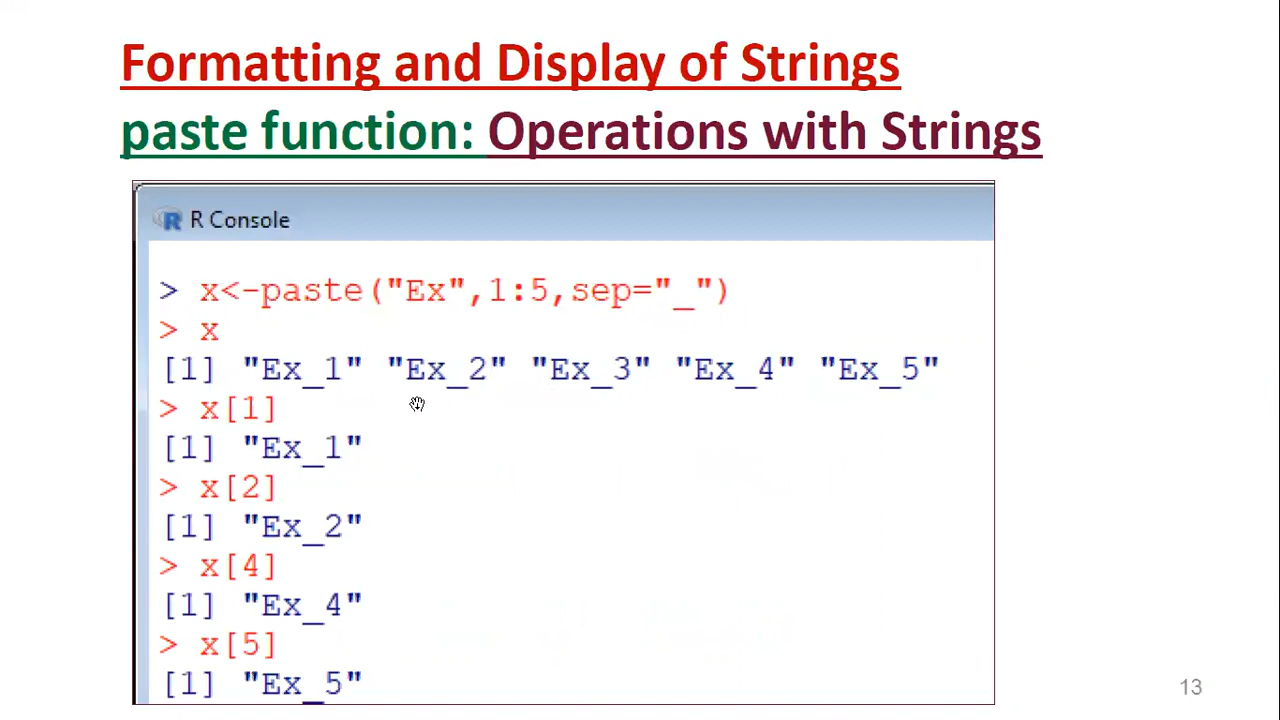 Formatting and Display of Strings
paste function: Operations with Strings
R Console
> x<-paste("Ex",1:5,sep="_")
> x
[1] "Ex_1" "Ex_2" "Ex_3" "Ex_4" "Ex_5"
> x[1]
[1] "Ex_1"
> x[2]
[1] "Ex_2"
> x[4]
[1] "Ex_4"
> x[5]
[1] "Ex_5"
13